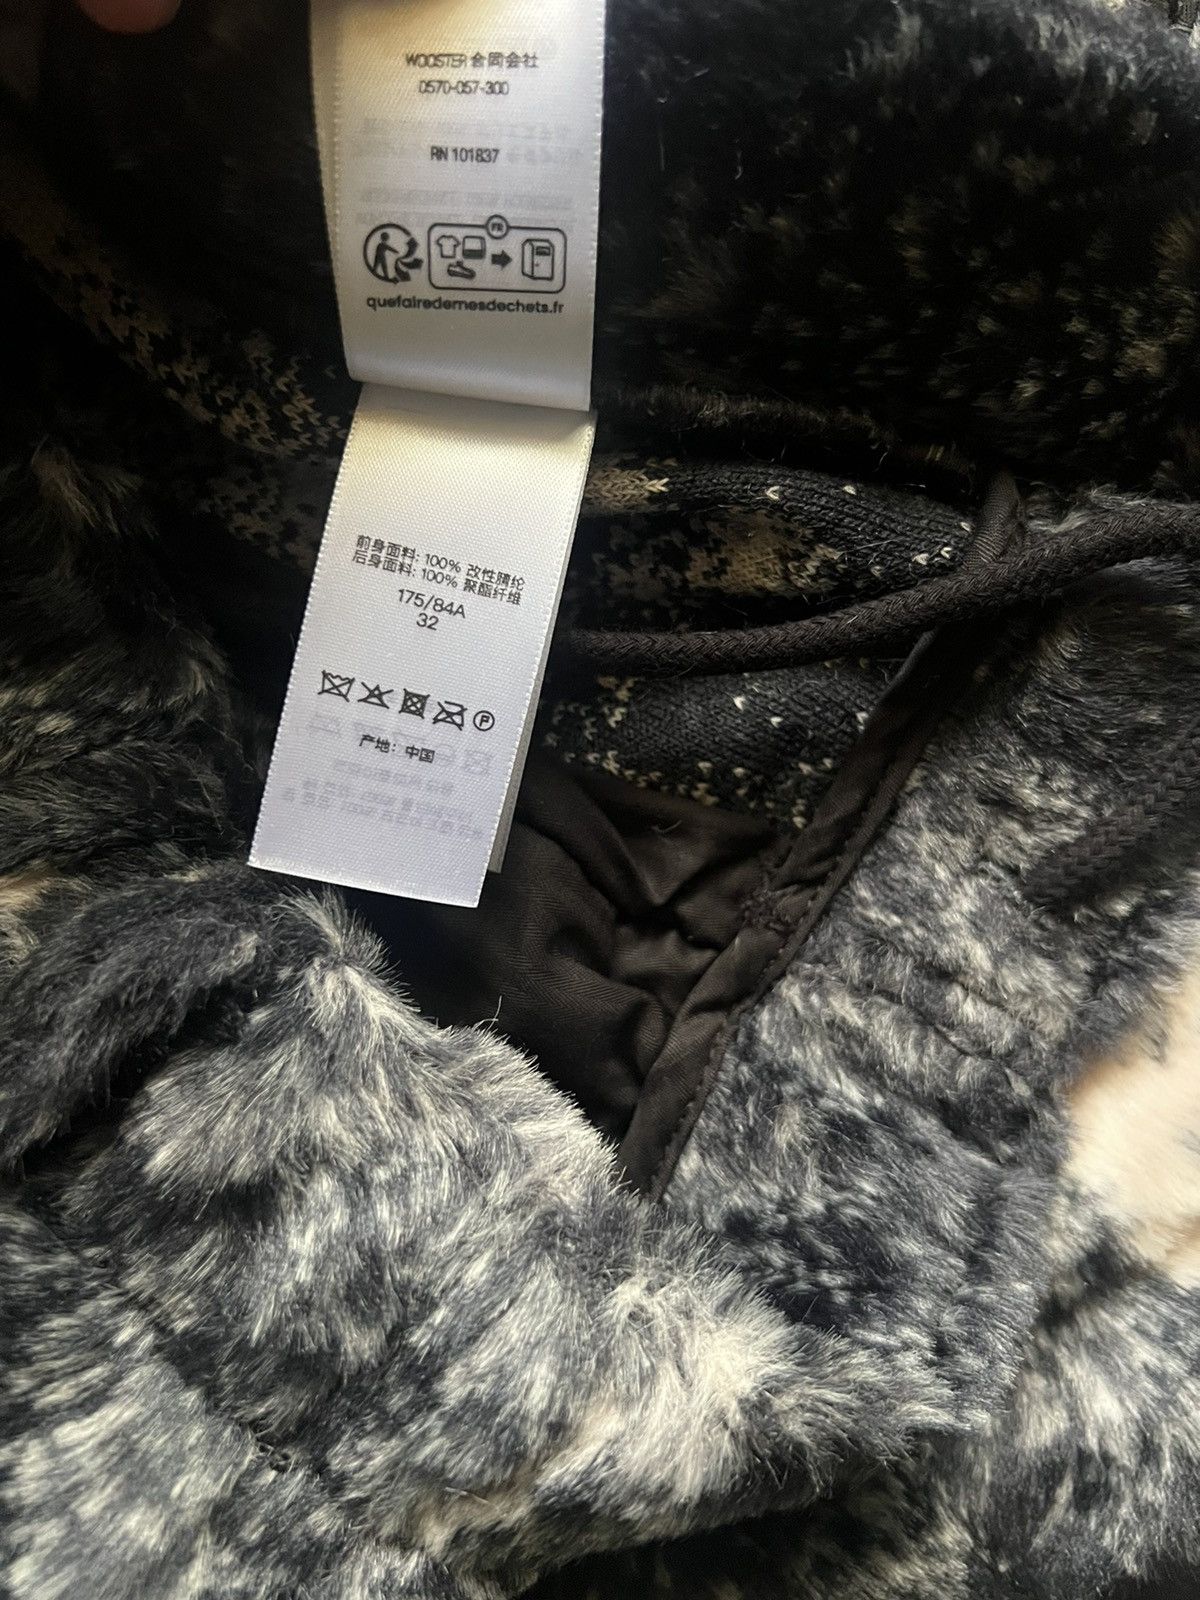 WOOSTER 合同会社
0570-057-300
RN 101837
FR
quefairedemesdechets.fr
前身面料: 100% 改性腈纶
后身面料: 100% 聚酯纤维
175/84A
32
P
产地: 中国